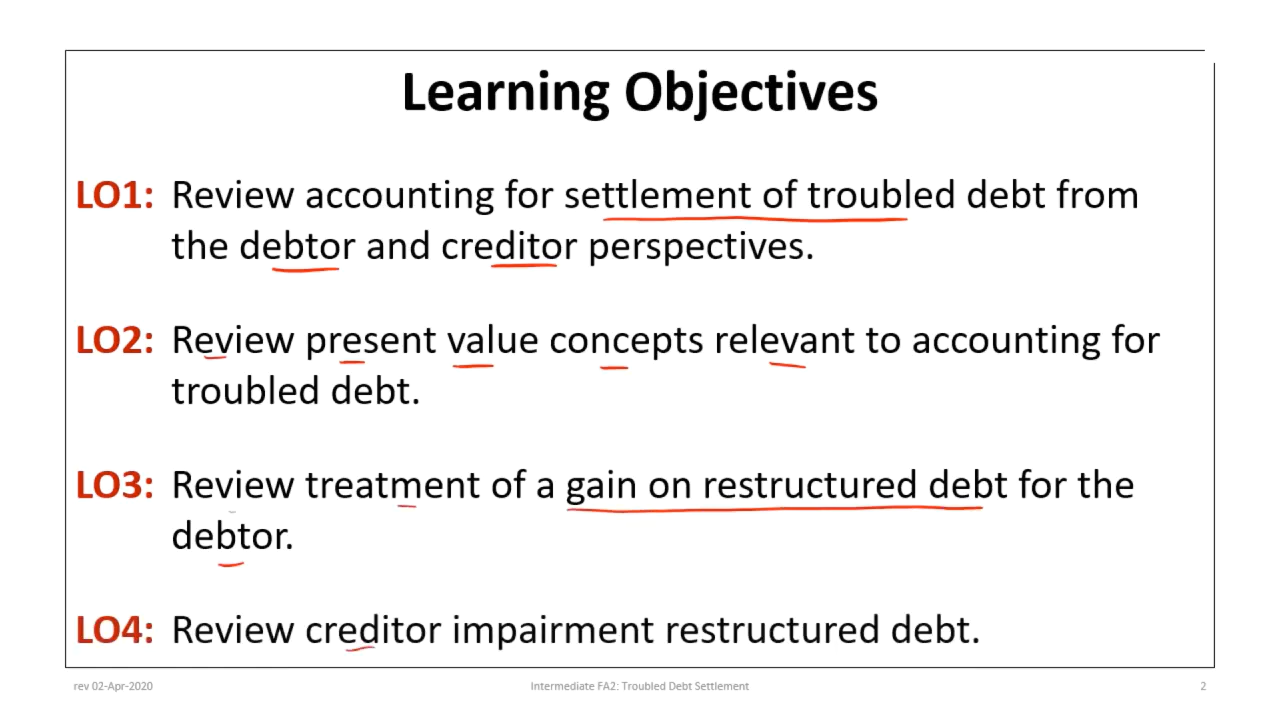 Learning Objectives
LO1: Review accounting for settlement of troubled debt from
the debtor and creditor perspectives.
LO2: Review present value concepts relevant to accounting for
troubled debt.
LO3: Review treatment of a gain on restructured debt for the
debtor.
LO4: Review creditor impairment restructured debt.
rev 02-Apr-2020 Intermediate FA2: Troubled Debt Settlement 2